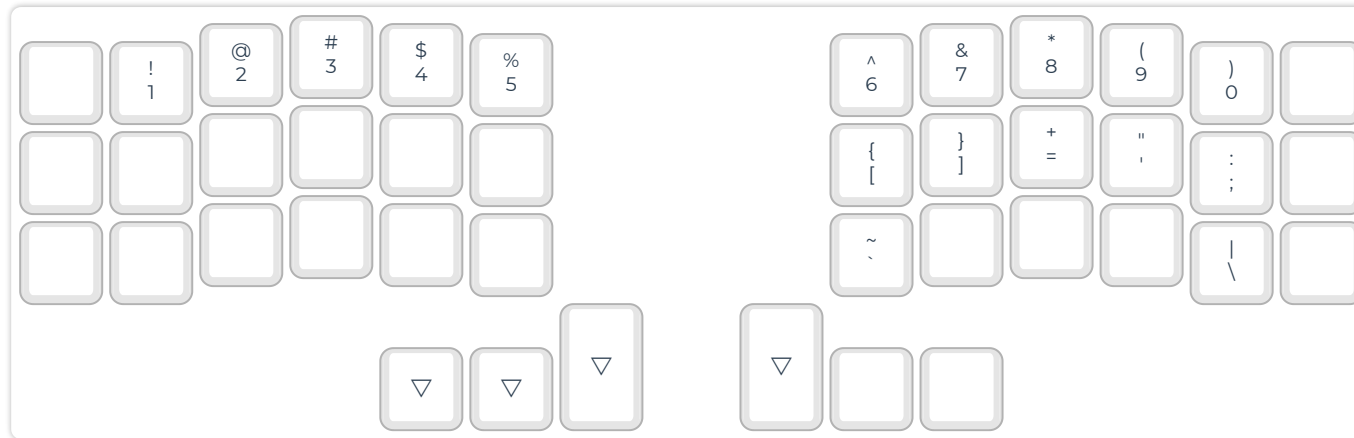 ! @ # $ % ^ & * ( )
1 2 3 4 5 6 7 8 9 0
{ } + " :
[ ] = ' ;
~ |
` \
▽ ▽ ▽ ▽